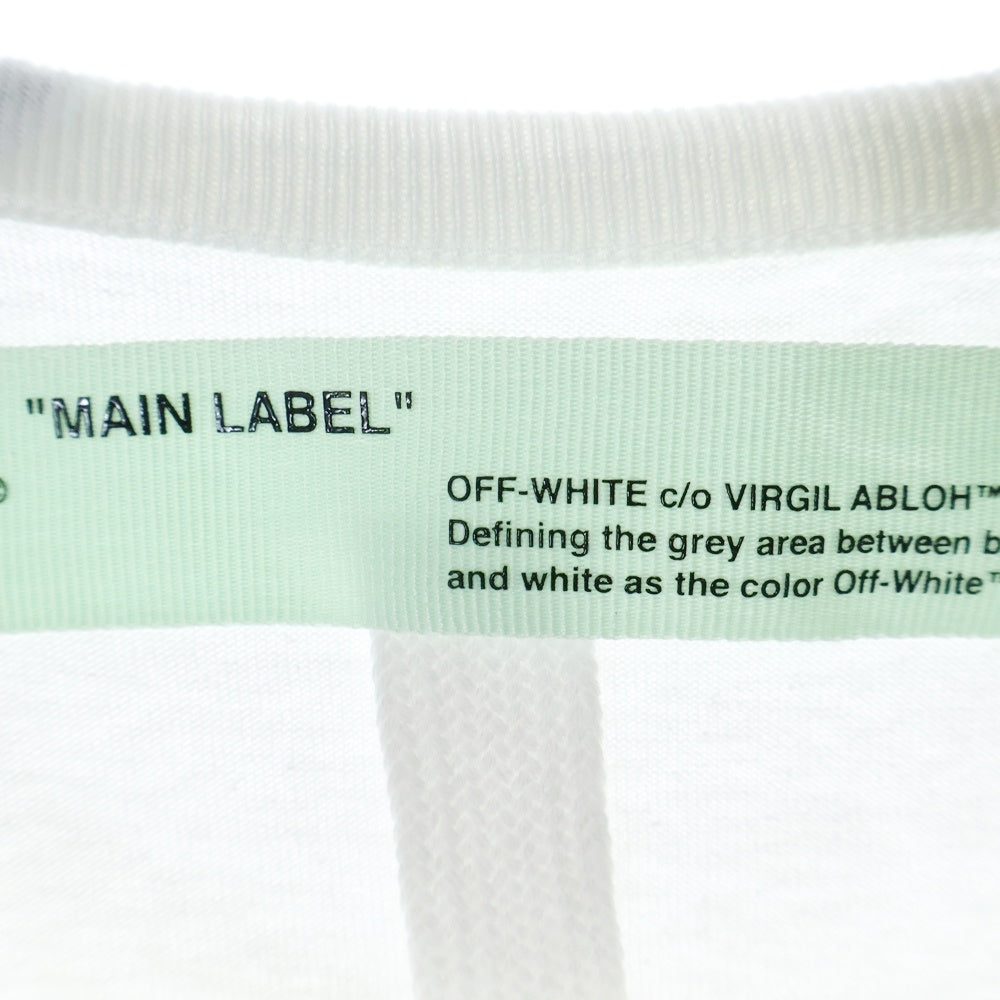 "MAIN LABEL"
OFF-WHITE c/o VIRGIL ABLOH™
Defining the grey area between
and white as the color Off-White™